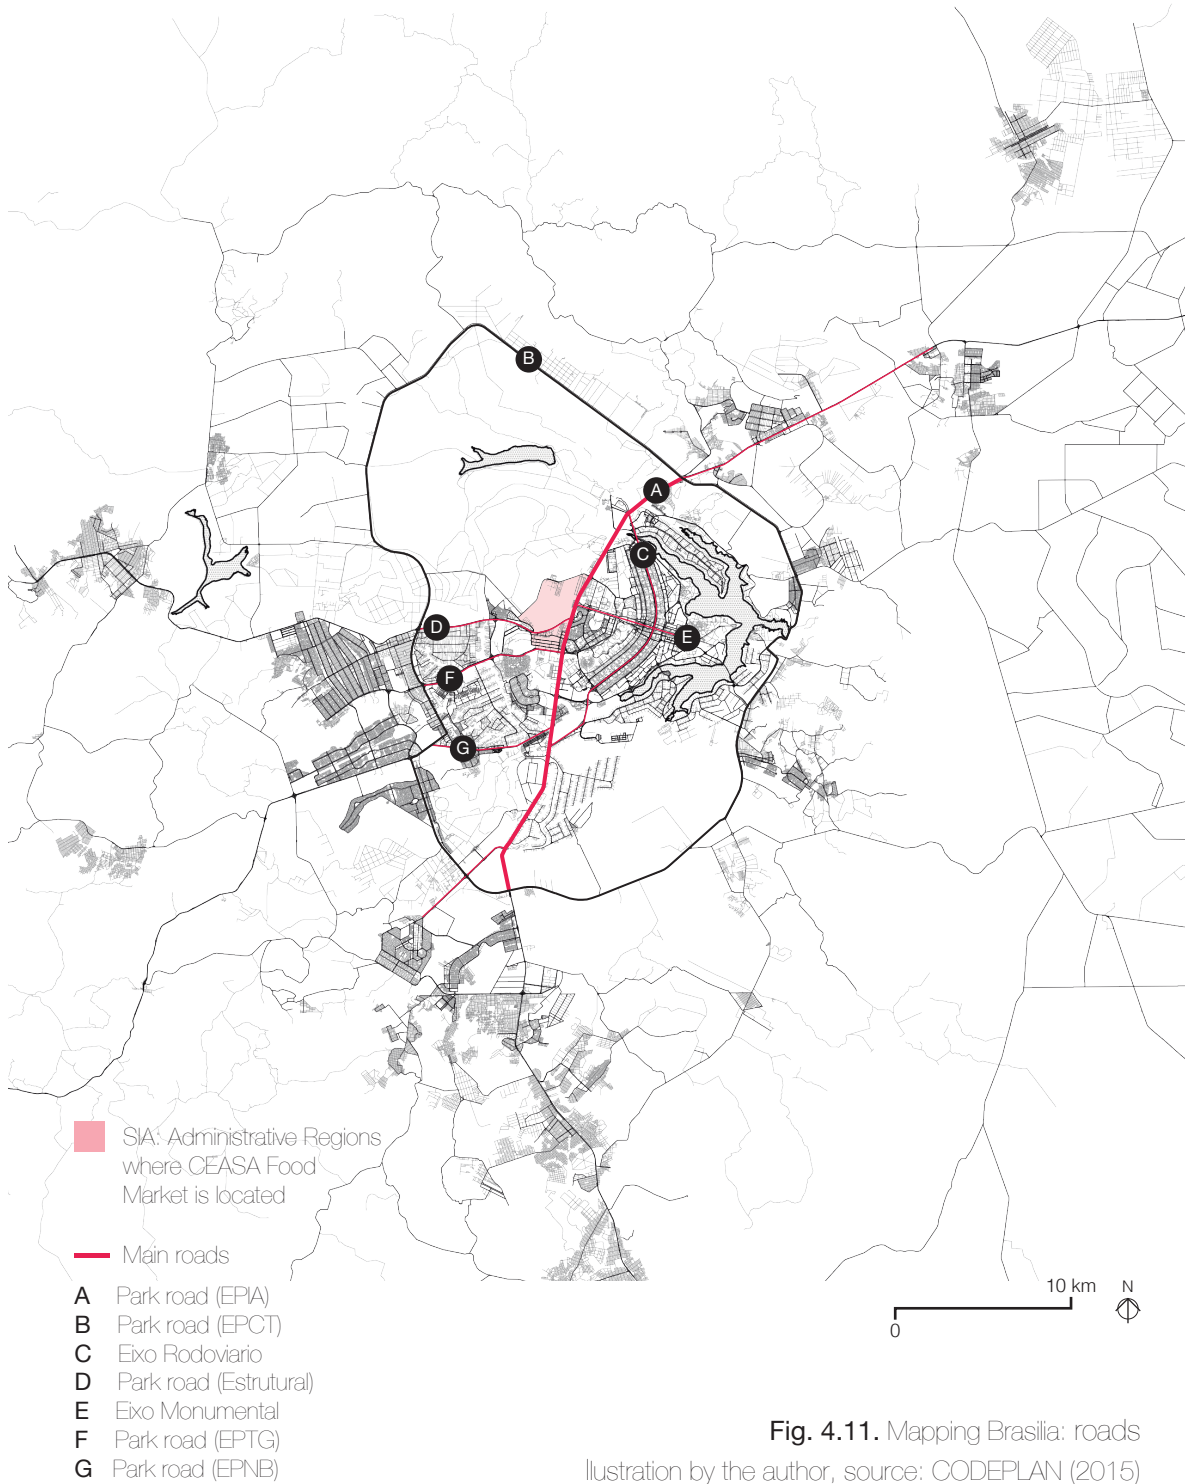 B
A
C
D
E
F
G
SIA: Administrative Regions
where CEASA Food
Market is located
Main roads
A Park road (EPIA)
B Park road (EPCT)
C Eixo Rodoviario
D Park road (Estrutural)
E Eixo Monumental
F Park road (EPTG)
G Park road (EPNB)
10 km
0
N
Fig. 4.11. Mapping Brasilia: roads
llustration by the author, source: CODEPLAN (2015)